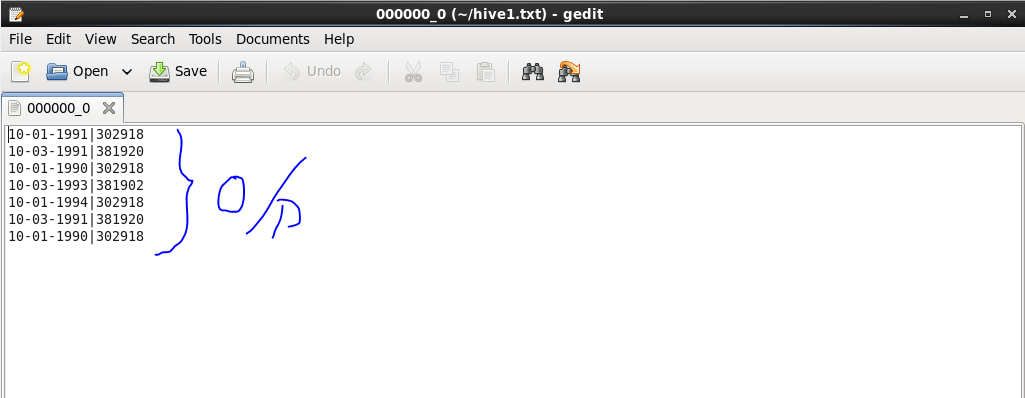 000000_0 (~/hive1.txt) - gedit
File Edit View Search Tools Documents Help
Open Save Undo
000000_0
10-01-1991|302918
10-03-1991|381920
10-01-1990|302918
10-03-1993|381902
10-01-1994|302918
10-03-1991|381920
10-01-1990|302918
O/P